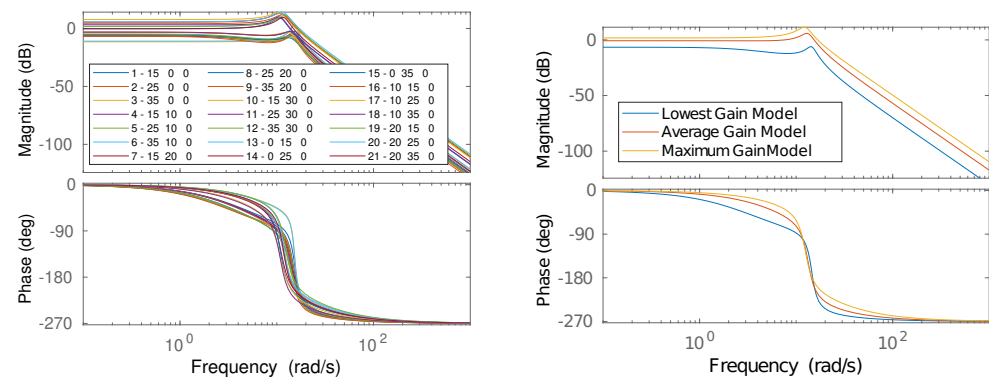 Magnitude (dB)
0
-50
-100
1 - 15 0 0
2 - 25 0 0
3 - 35 0 0
4 - 15 10 0
5 - 25 10 0
6 - 35 10 0
7 - 15 20 0
8 - 25 20 0
9 - 35 20 0
10 - 15 30 0
11 - 25 30 0
12 - 35 30 0
13 - 0 15 0
14 - 0 25 0
15 - 0 35 0
16 - 10 15 0
17 - 10 25 0
18 - 10 35 0
19 - 20 15 0
20 - 20 25 0
21 - 20 35 0
Phase (deg)
0
-90
-180
-270
10^0
10^2
Frequency (rad/s)
Magnitude (dB)
0
-50
-100
Lowest Gain Model
Average Gain Model
Maximum GainModel
Phase (deg)
0
-90
-180
-270
10^0
10^2
Frequency (rad/s)